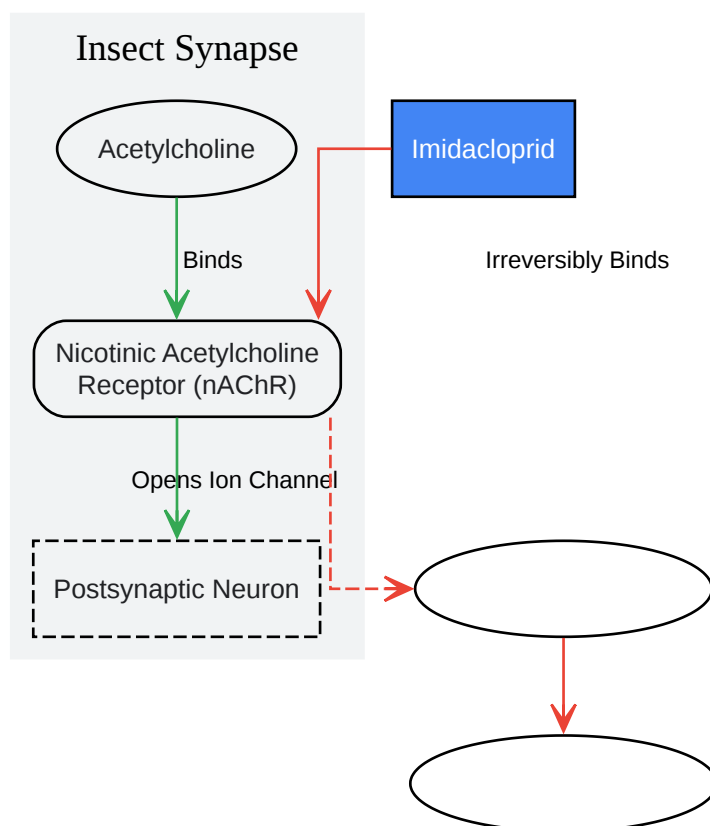 Insect Synapse
Acetylcholine
Imidacloprid
Binds
Irreversibly Binds
Nicotinic Acetylcholine
Receptor (nAChR)
Opens Ion Channel
Postsynaptic Neuron